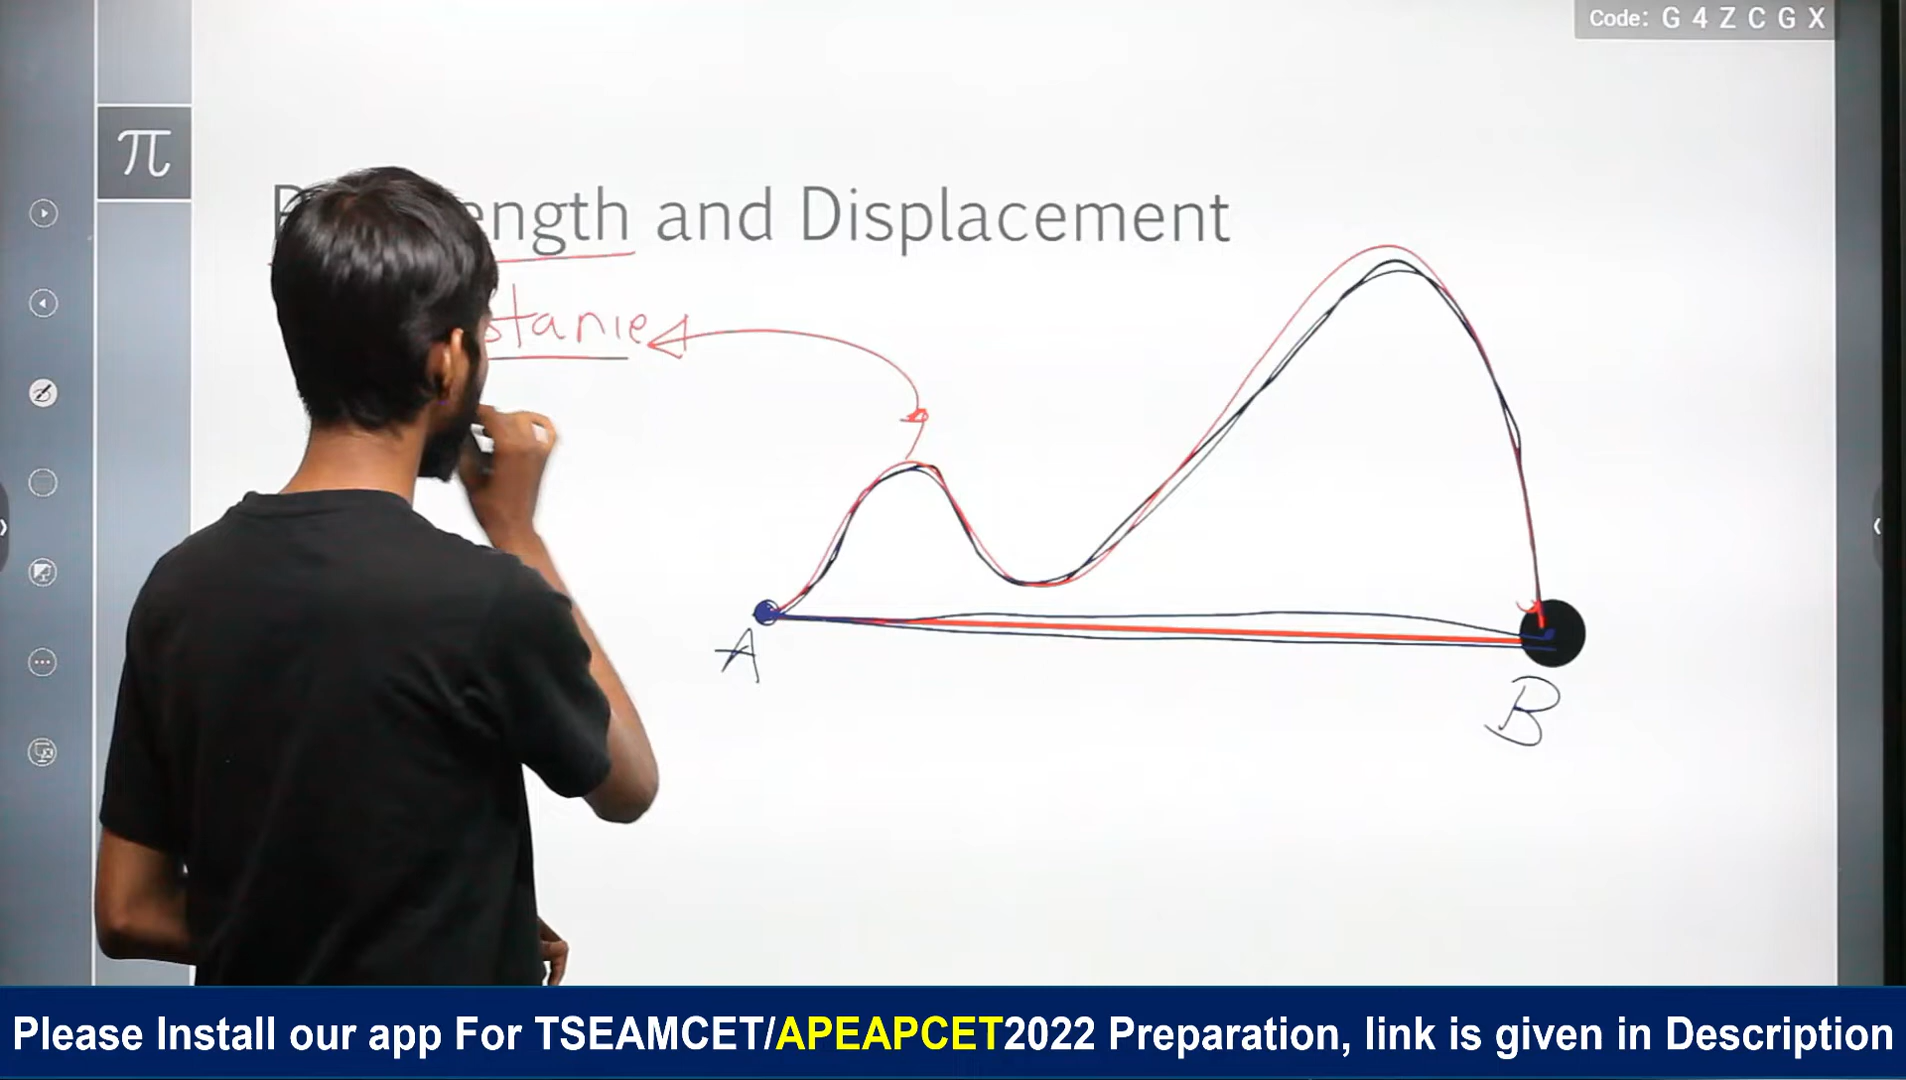 Code: G 4 Z C G X
π
ength and Displacement
stanie
A
B
Please Install our app For TSEAMCET/APEAPCET2022 Preparation, link is given in Description